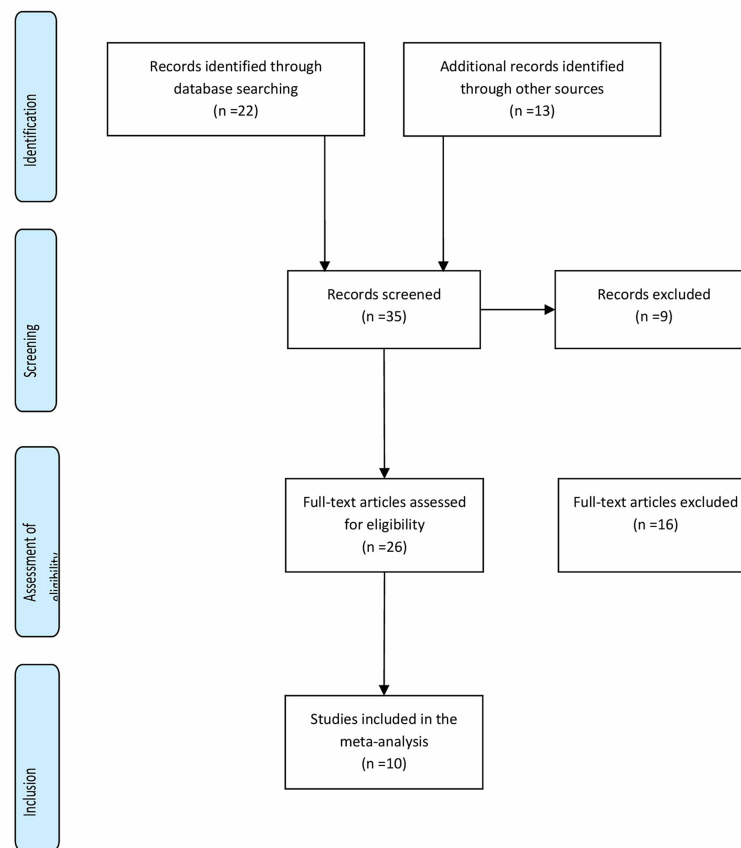 Identification
Records identified through
database searching
(n =22)
Additional records identified
through other sources
(n =13)
Screening
Records screened
(n =35)
Records excluded
(n =9)
Assessment of
eligibility
Full-text articles assessed
for eligibility
(n =26)
Full-text articles excluded
(n =16)
Inclusion
Studies included in the
meta-analysis
(n =10)